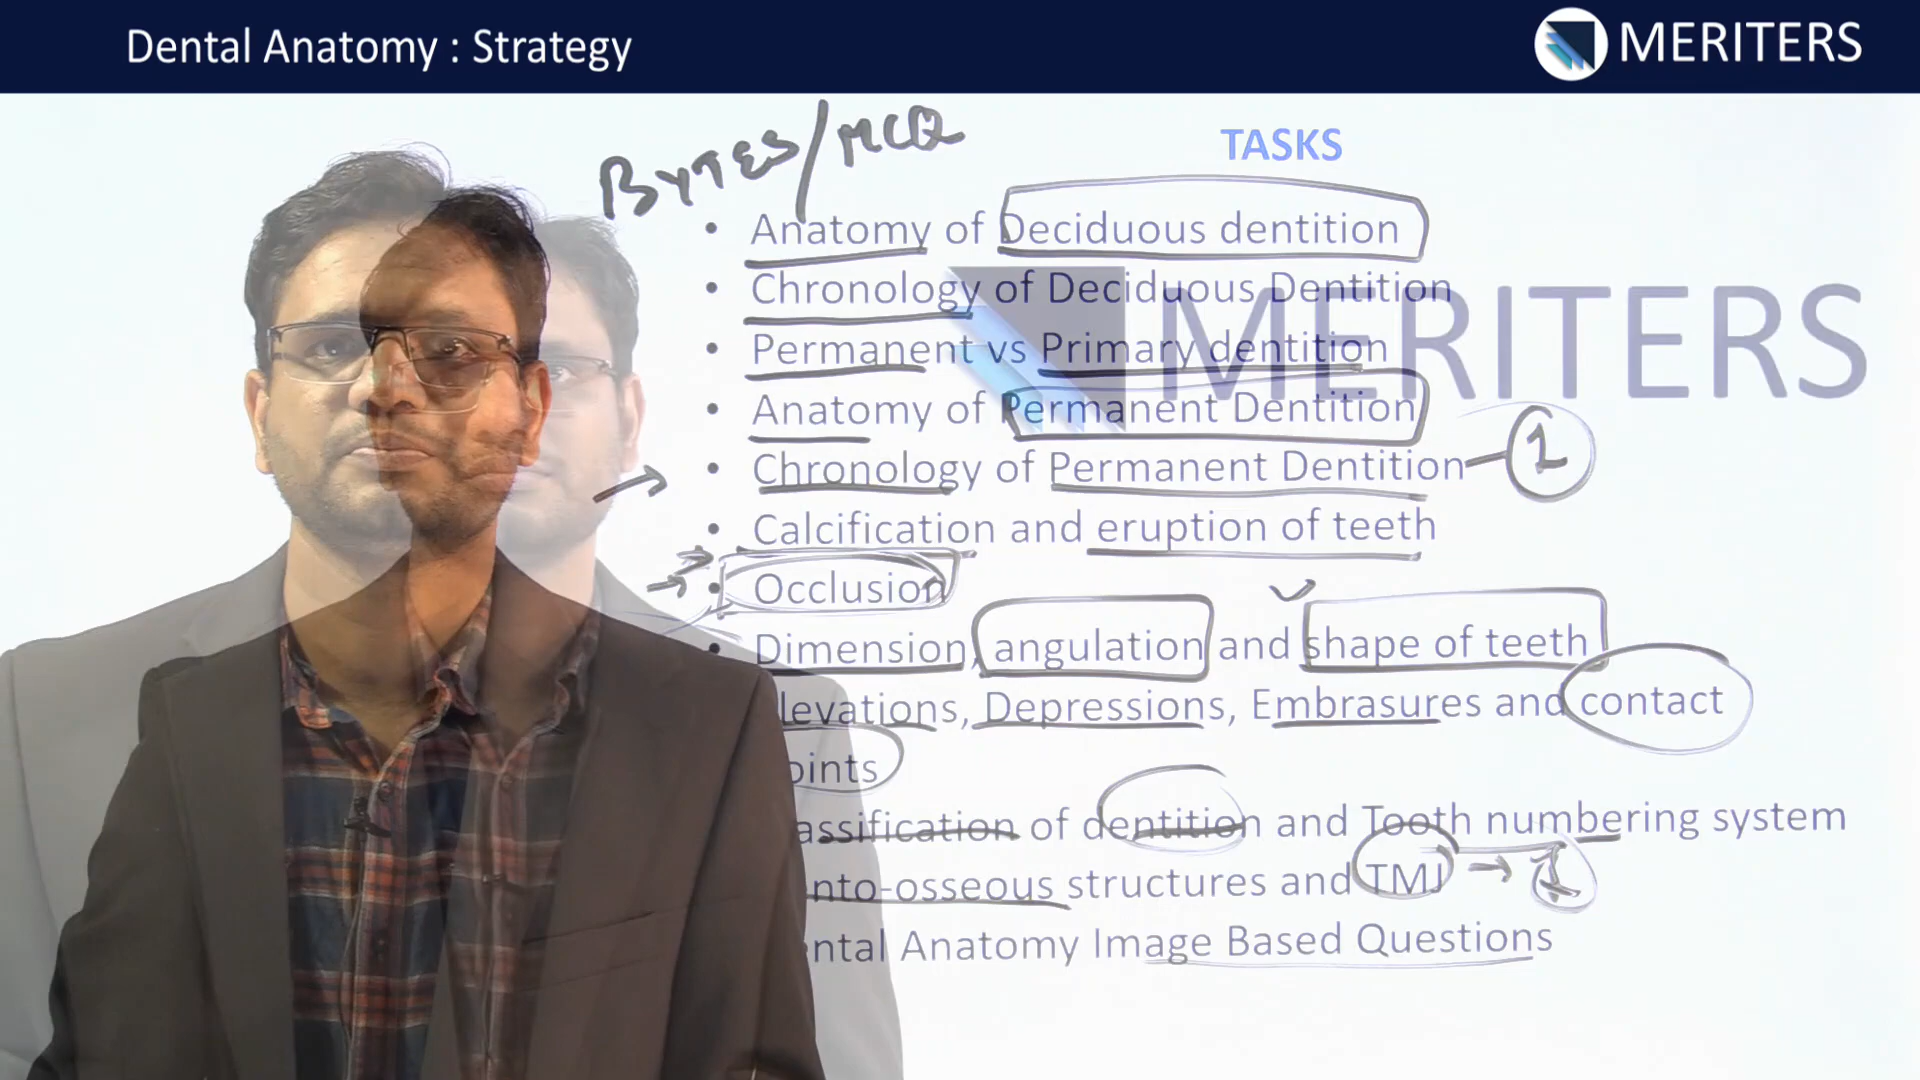 Dental Anatomy : Strategy
MERITERS
BYTES/MCQ
TASKS
• Anatomy of Deciduous dentition
• Chronology of Deciduous Dentition
MERITERS
• Permanent vs Primary dentition
• Anatomy of Permanent Dentition
• Chronology of Permanent Dentition 1
• Calcification and eruption of teeth
• Occlusion
• Dimension, angulation and shape of teeth
levations, Depressions, Embrasures and contact
oints
assification of dentition and Tooth numbering system
nto-osseous structures and TMJ → 1
ntal Anatomy Image Based Questions